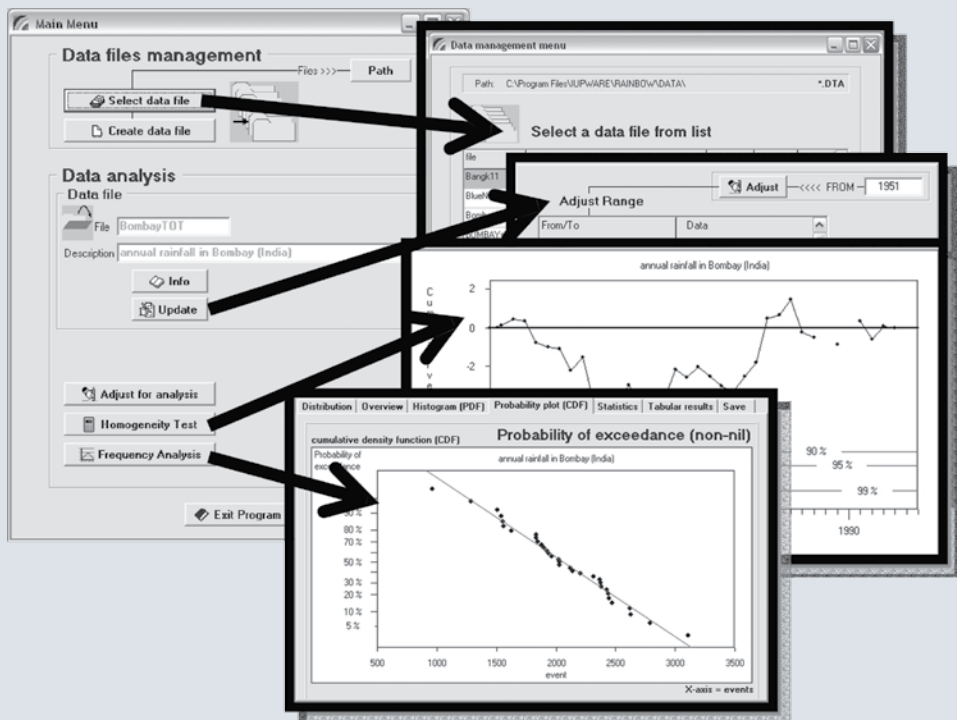 Main Menu
Data files management
Files >>>
Path
Select data file
Create data file
Data analysis
Data file
File
BombayTOT
Description
annual rainfall in Bombay (India)
Info
Update
Adjust for analysis
Homogeneity Test
Frequency Analysis
Exit Program
Data management menu
Path: C:\Program Files\IUPWARE\RAINBOW\DATA\
*.DTA
Select a data file from list
file
Bangk11
Adjust
<<<< FROM
1951
Adjust Range
From/To
Data
annual rainfall in Bombay (India)
2
0
-2
90 %
95 %
99 %
1990
Distribution
Overview
Histogram (PDF)
Probability plot (CDF)
Statistics
Tabular results
Save
cumulative density function (CDF)
Probability of exceedance (non-nil)
Probability of
annual rainfall in Bombay (India)
80 %
70 %
50 %
30 %
20 %
10 %
5 %
500 1000 1500 2000 2500 3000 3500
event
X-axis = events